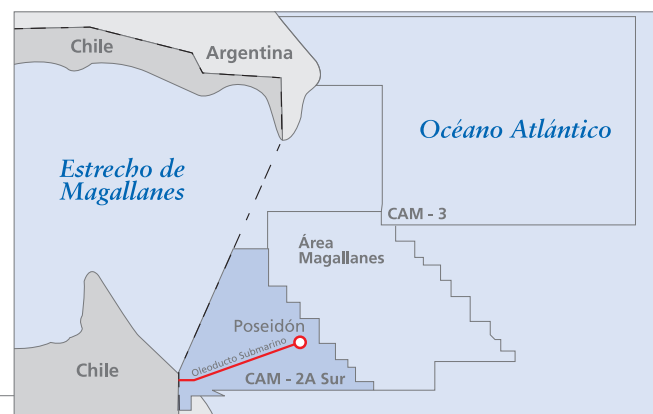 Chile
Argentina
Océano Atlántico
Estrecho de
Magallanes
CAM - 3
Área
Magallanes
Poseidón
Oleoducto Submarino
Chile
CAM - 2A Sur